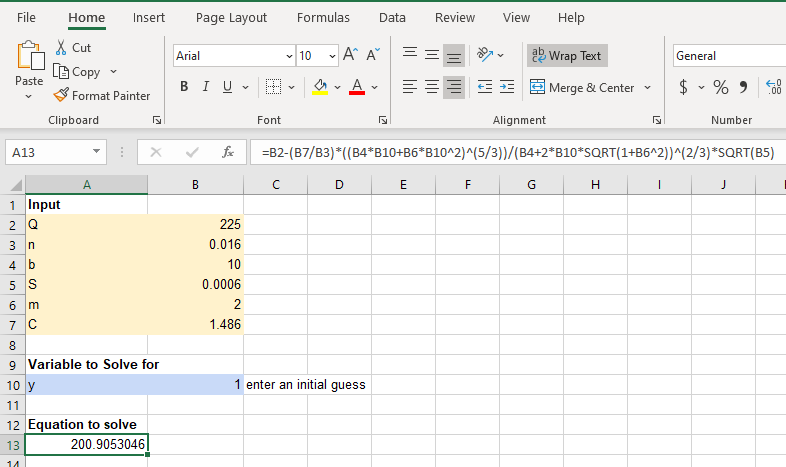 File Home Insert Page Layout Formulas Data Review View Help
Paste
Cut
Copy
Format Painter
Clipboard
Arial 10 A^ Aˇ
B I U A
Font
ab Wrap Text
Merge & Center
Alignment
General
$ % 9 ←0 .00
Number
A13 fx =B2-(B7/B3)*((B4*B10+B6*B10^2)^(5/3))/(B4+2*B10*SQRT(1+B6^2))^(2/3)*SQRT(B5)
A B C D E F G H I J
1 Input
2 Q 225
3 n 0.016
4 b 10
5 S 0.0006
6 m 2
7 C 1.486
8
9 Variable to Solve for
10 y 1 enter an initial guess
11
12 Equation to solve
13 200.9053046
14